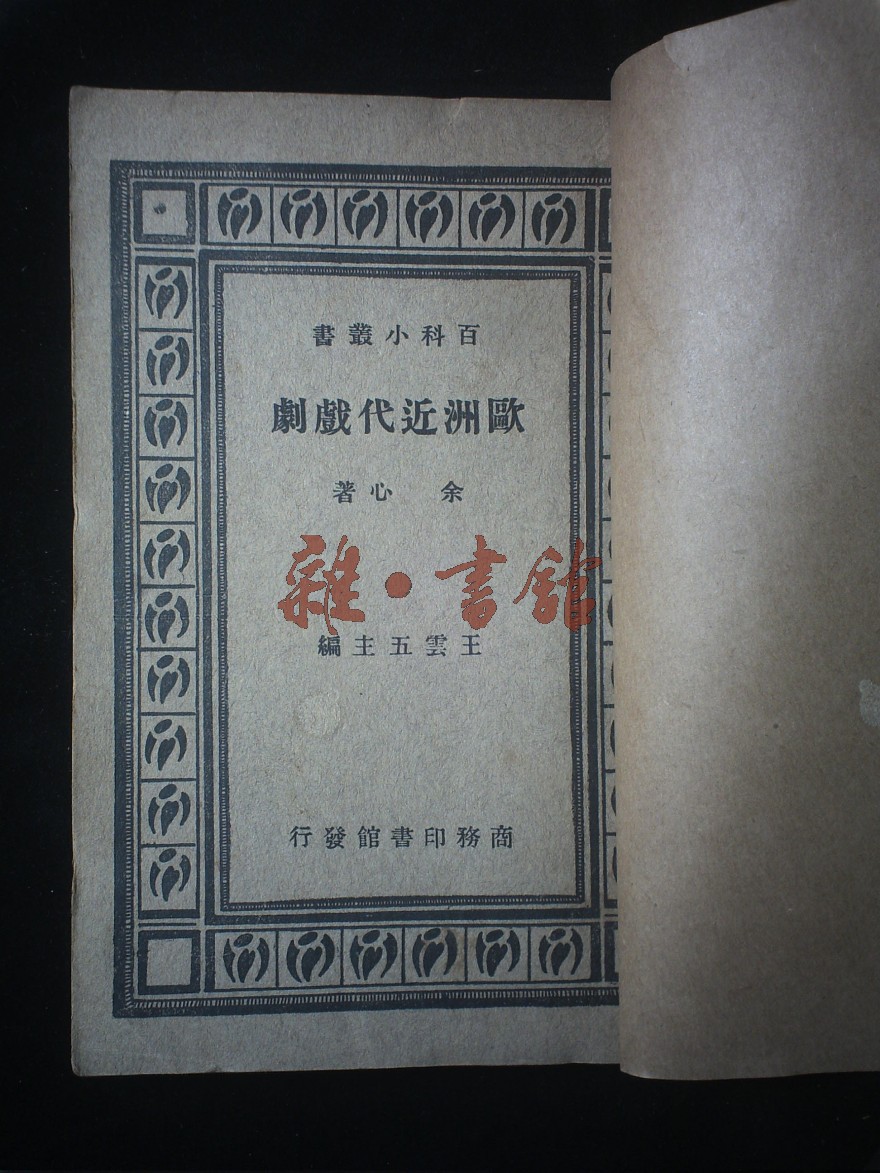 百科小叢書
歐洲近代戲劇
余心著
雜·書館
王雲五主編
商務印書館發行